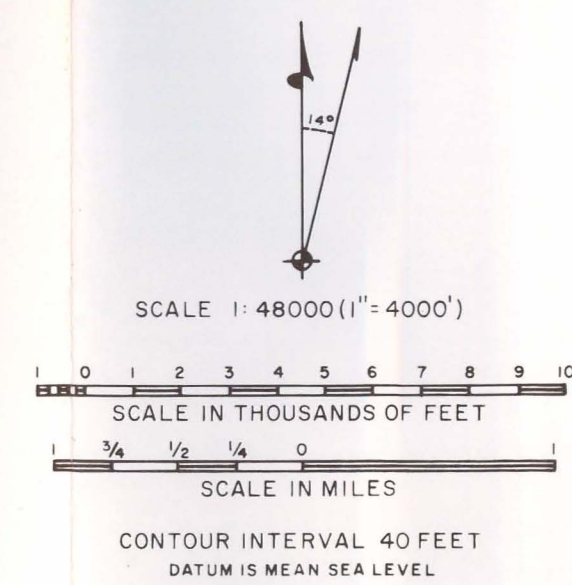 14°
SCALE 1:48000(1"=4000')
1 0 1 2 3 4 5 6 7 8 9 10
SCALE IN THOUSANDS OF FEET
1 3/4 1/2 1/4 0 1
SCALE IN MILES
CONTOUR INTERVAL 40 FEET
DATUM IS MEAN SEA LEVEL